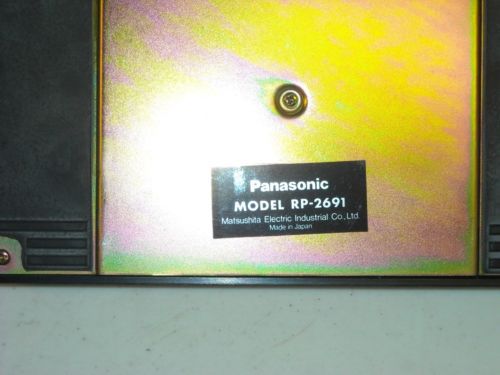 Panasonic
MODEL RP-2691
Matsushita Electric Industrial Co., Ltd.
Made in Japan